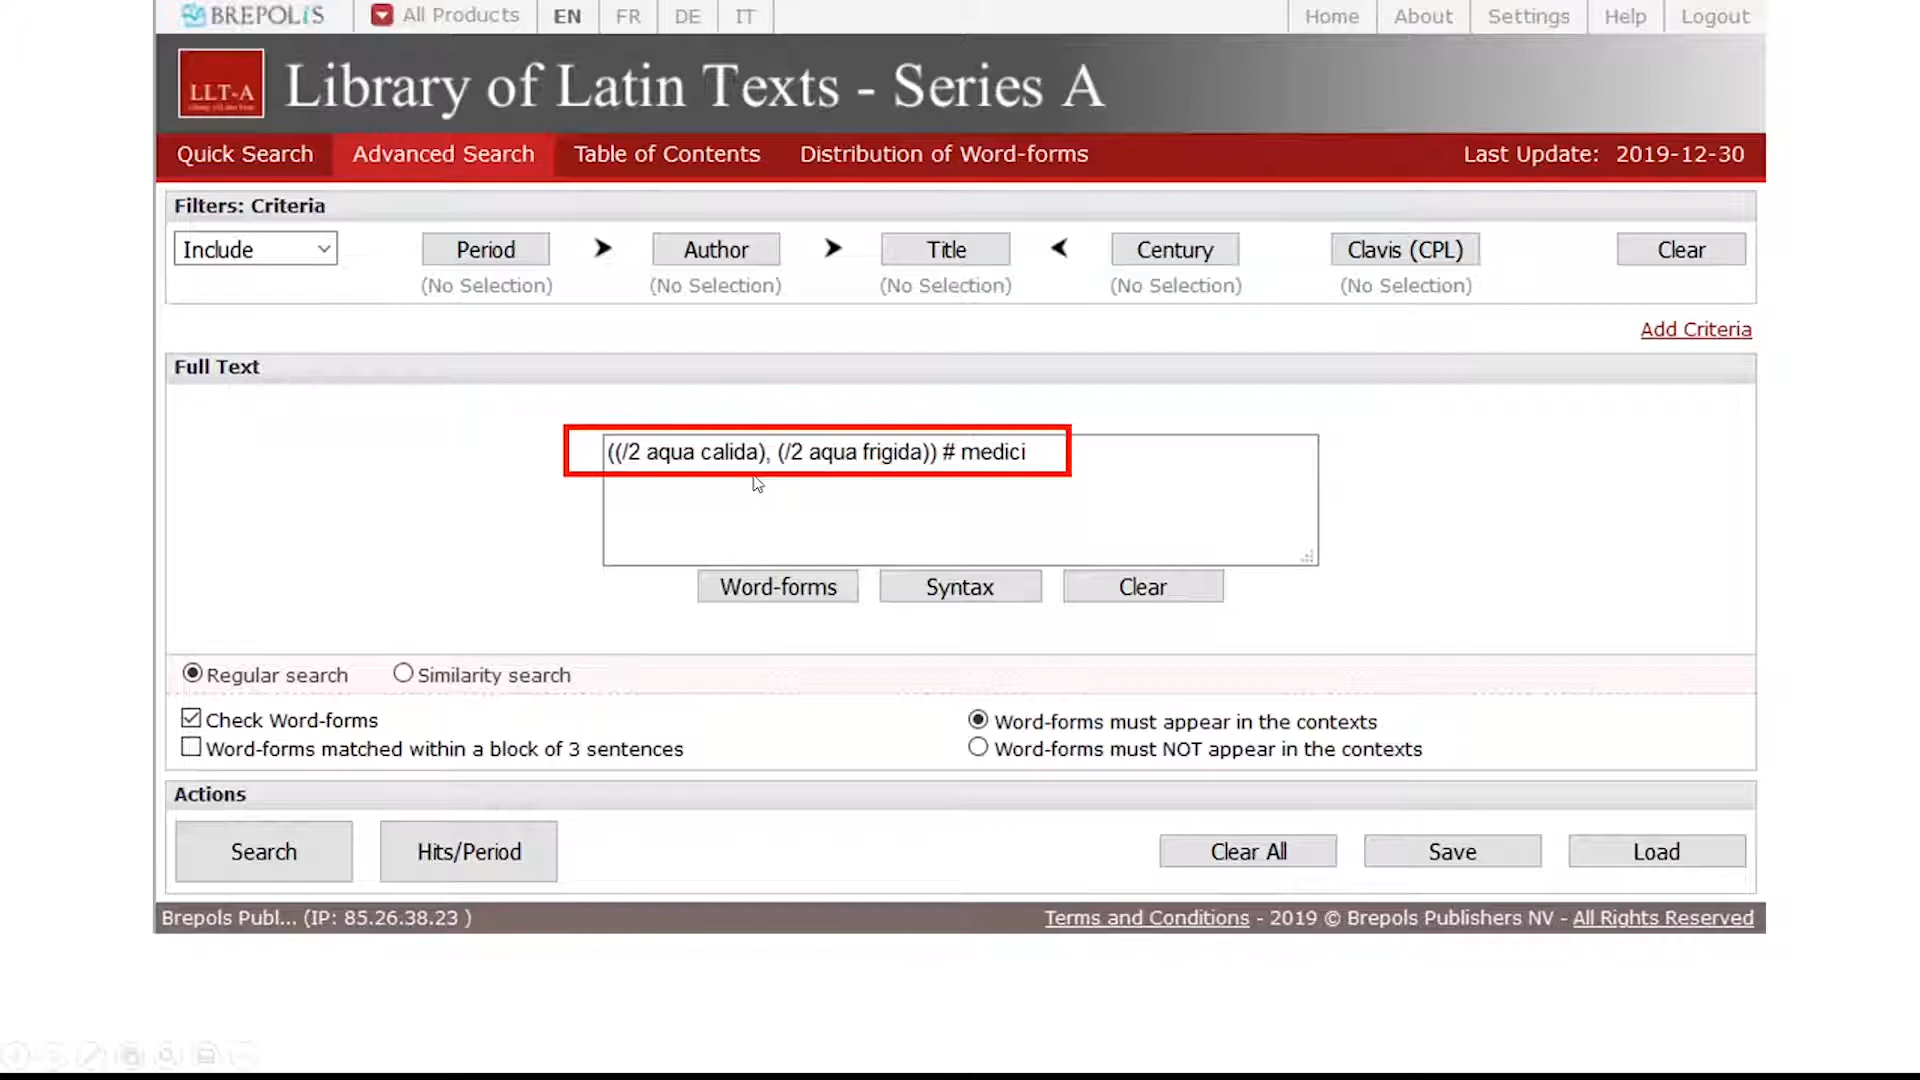 BREPOLiS All Products EN FR DE IT Home About Settings Help Logout
LLT-A Library of Latin Texts - Series A
Quick Search Advanced Search Table of Contents Distribution of Word-forms Last Update: 2019-12-30
Filters: Criteria
Include Period Author Title Century Clavis (CPL) Clear
(No Selection) (No Selection) (No Selection) (No Selection) (No Selection)
Add Criteria
Full Text
((/2 aqua calida), (/2 aqua frigida)) # medici
Word-forms Syntax Clear
Regular search Similarity search
Check Word-forms Word-forms must appear in the contexts
Word-forms matched within a block of 3 sentences Word-forms must NOT appear in the contexts
Actions
Search Hits/Period Clear All Save Load
Brepols Publ... (IP: 85.26.38.23 ) Terms and Conditions - 2019 © Brepols Publishers NV - All Rights Reserved